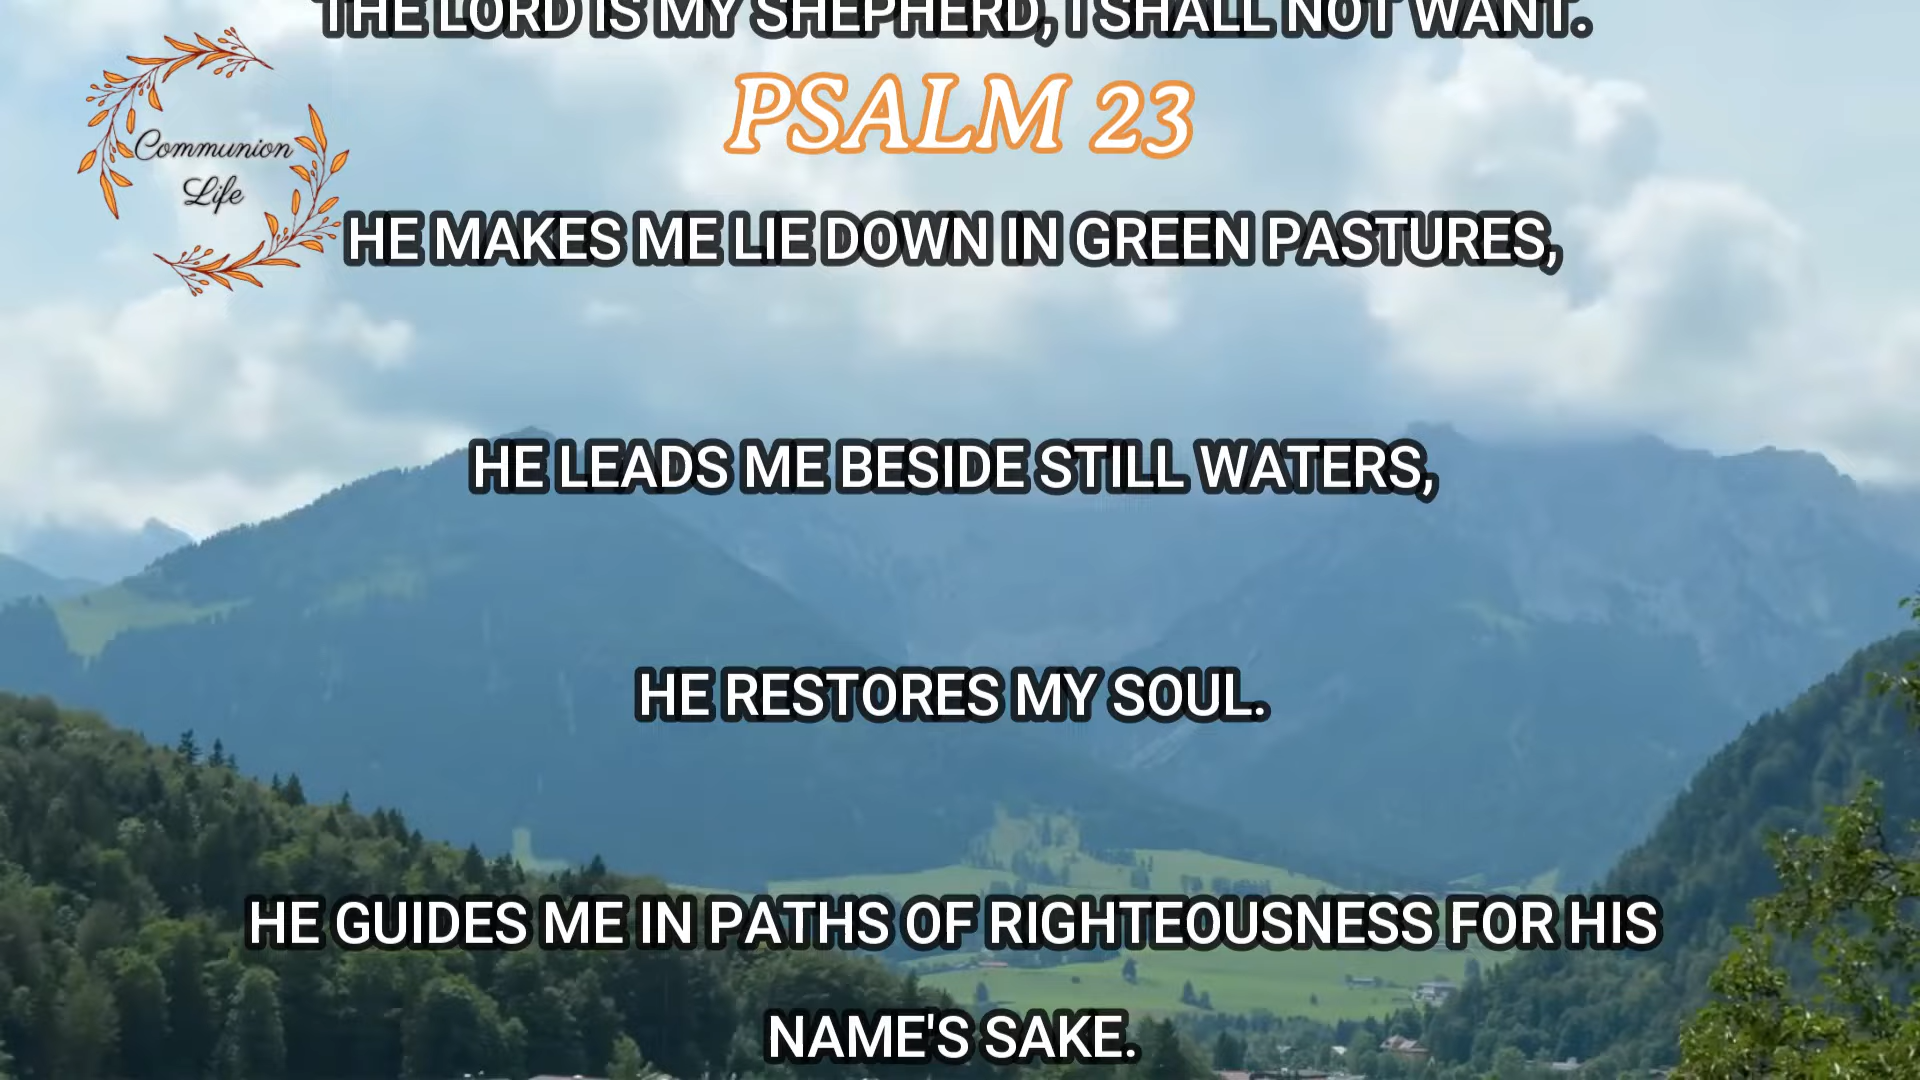 THE LORD IS MY SHEPHERD, I SHALL NOT WANT.
PSALM 23
Communion
Life
HE MAKES ME LIE DOWN IN GREEN PASTURES,
HE LEADS ME BESIDE STILL WATERS,
HE RESTORES MY SOUL.
HE GUIDES ME IN PATHS OF RIGHTEOUSNESS FOR HIS
NAME'S SAKE.